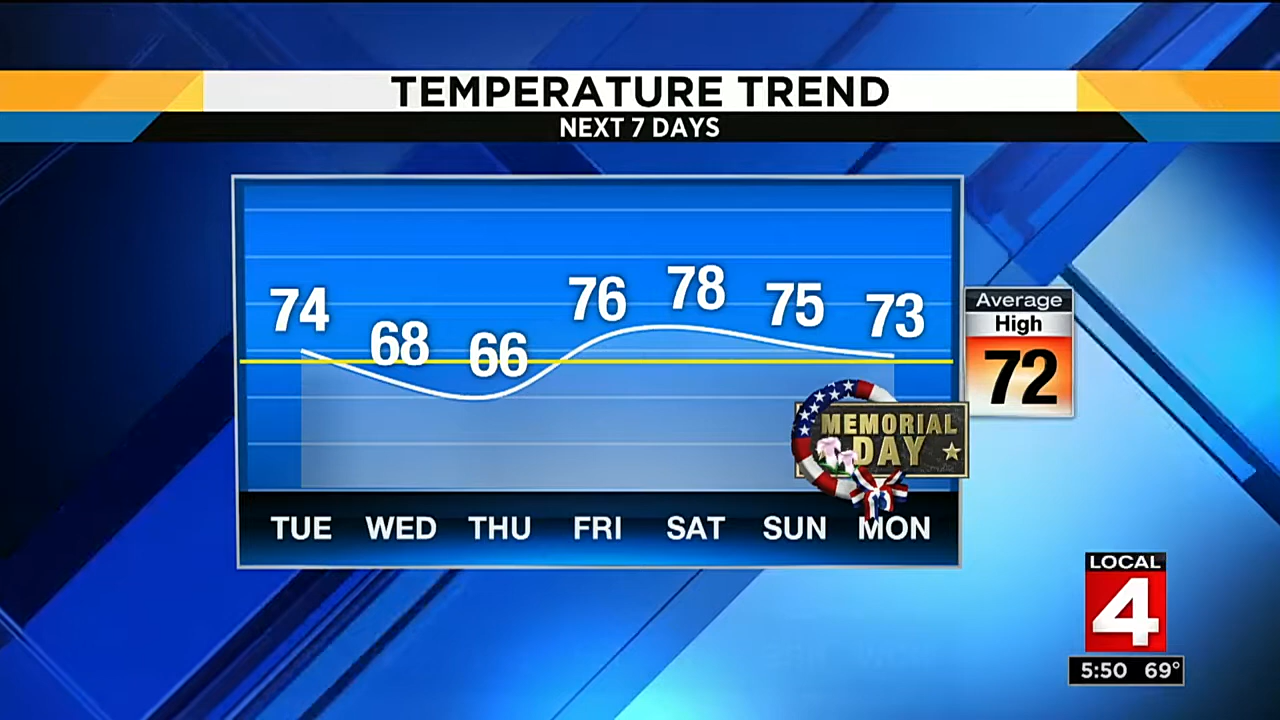 TEMPERATURE TREND
NEXT 7 DAYS
74 68 66 76 78 75 73
Average
High
72
MEMORIAL
DAY
TUE WED THU FRI SAT SUN MON
LOCAL
4
5:50 69°